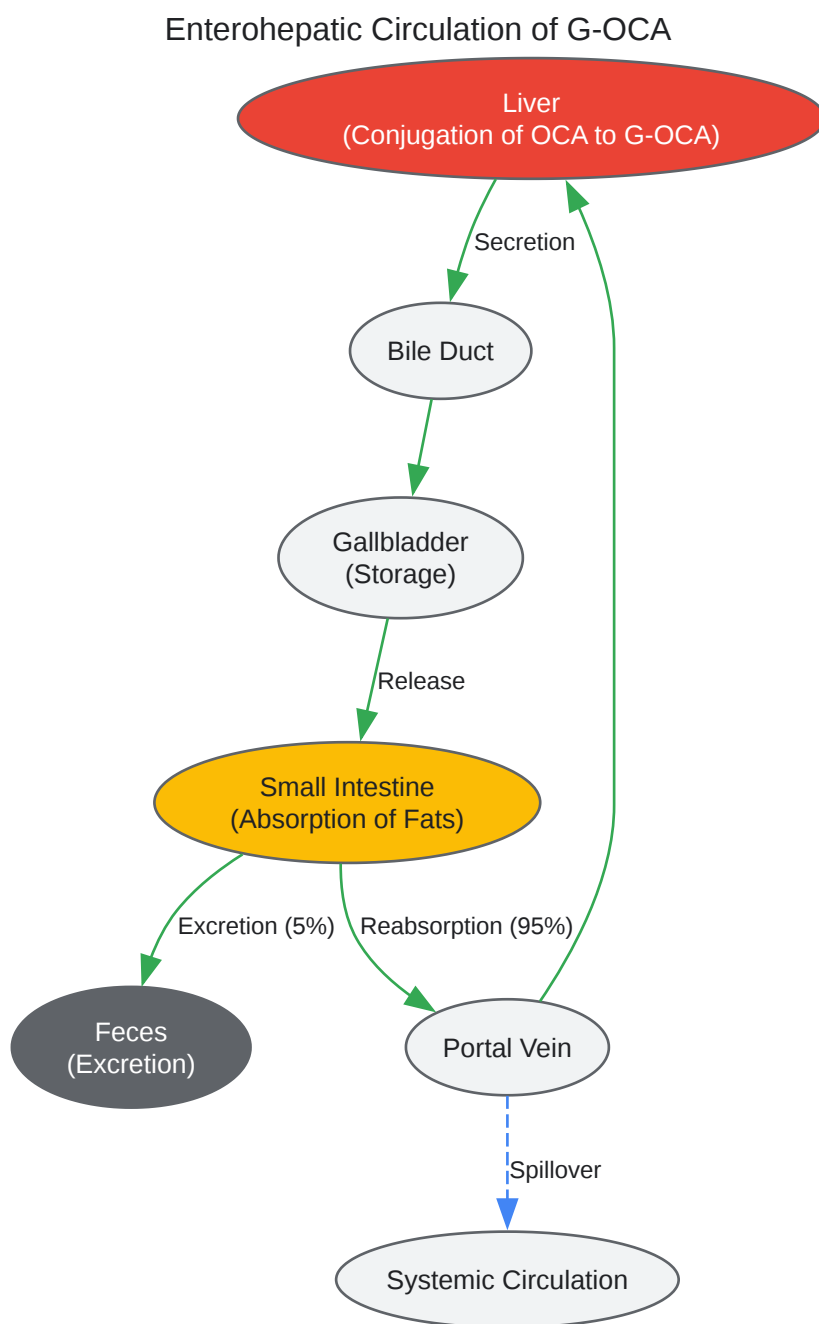 Enterohepatic Circulation of G-OCA
Liver
(Conjugation of OCA to G-OCA)
Secretion
Bile Duct
Gallbladder
(Storage)
Release
Small Intestine
(Absorption of Fats)
Excretion (5%)
Reabsorption (95%)
Feces
(Excretion)
Portal Vein
Spillover
Systemic Circulation